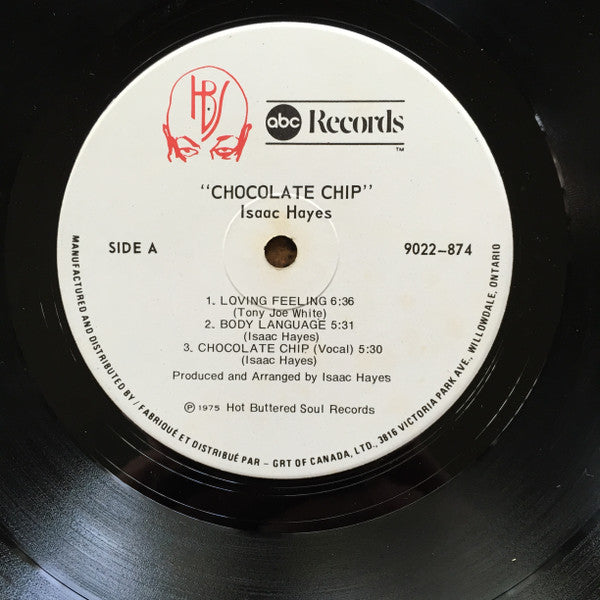 HBS
abc Records
TM
"CHOCOLATE CHIP"
Isaac Hayes
SIDE A
9022-874
1. LOVING FEELING 6:36
(Tony Joe White)
2. BODY LANGUAGE 5:31
(Isaac Hayes)
3. CHOCOLATE CHIP (Vocal) 5:30
(Isaac Hayes)
Produced and Arranged by Isaac Hayes
℗ 1975 Hot Buttered Soul Records
MANUFACTURED AND DISTRIBUTED BY / FABRIQUÉ ET DISTRIBUÉ PAR - GRT OF CANADA, LTD., 3816 VICTORIA PARK AVE., WILLOWDALE, ONTARIO